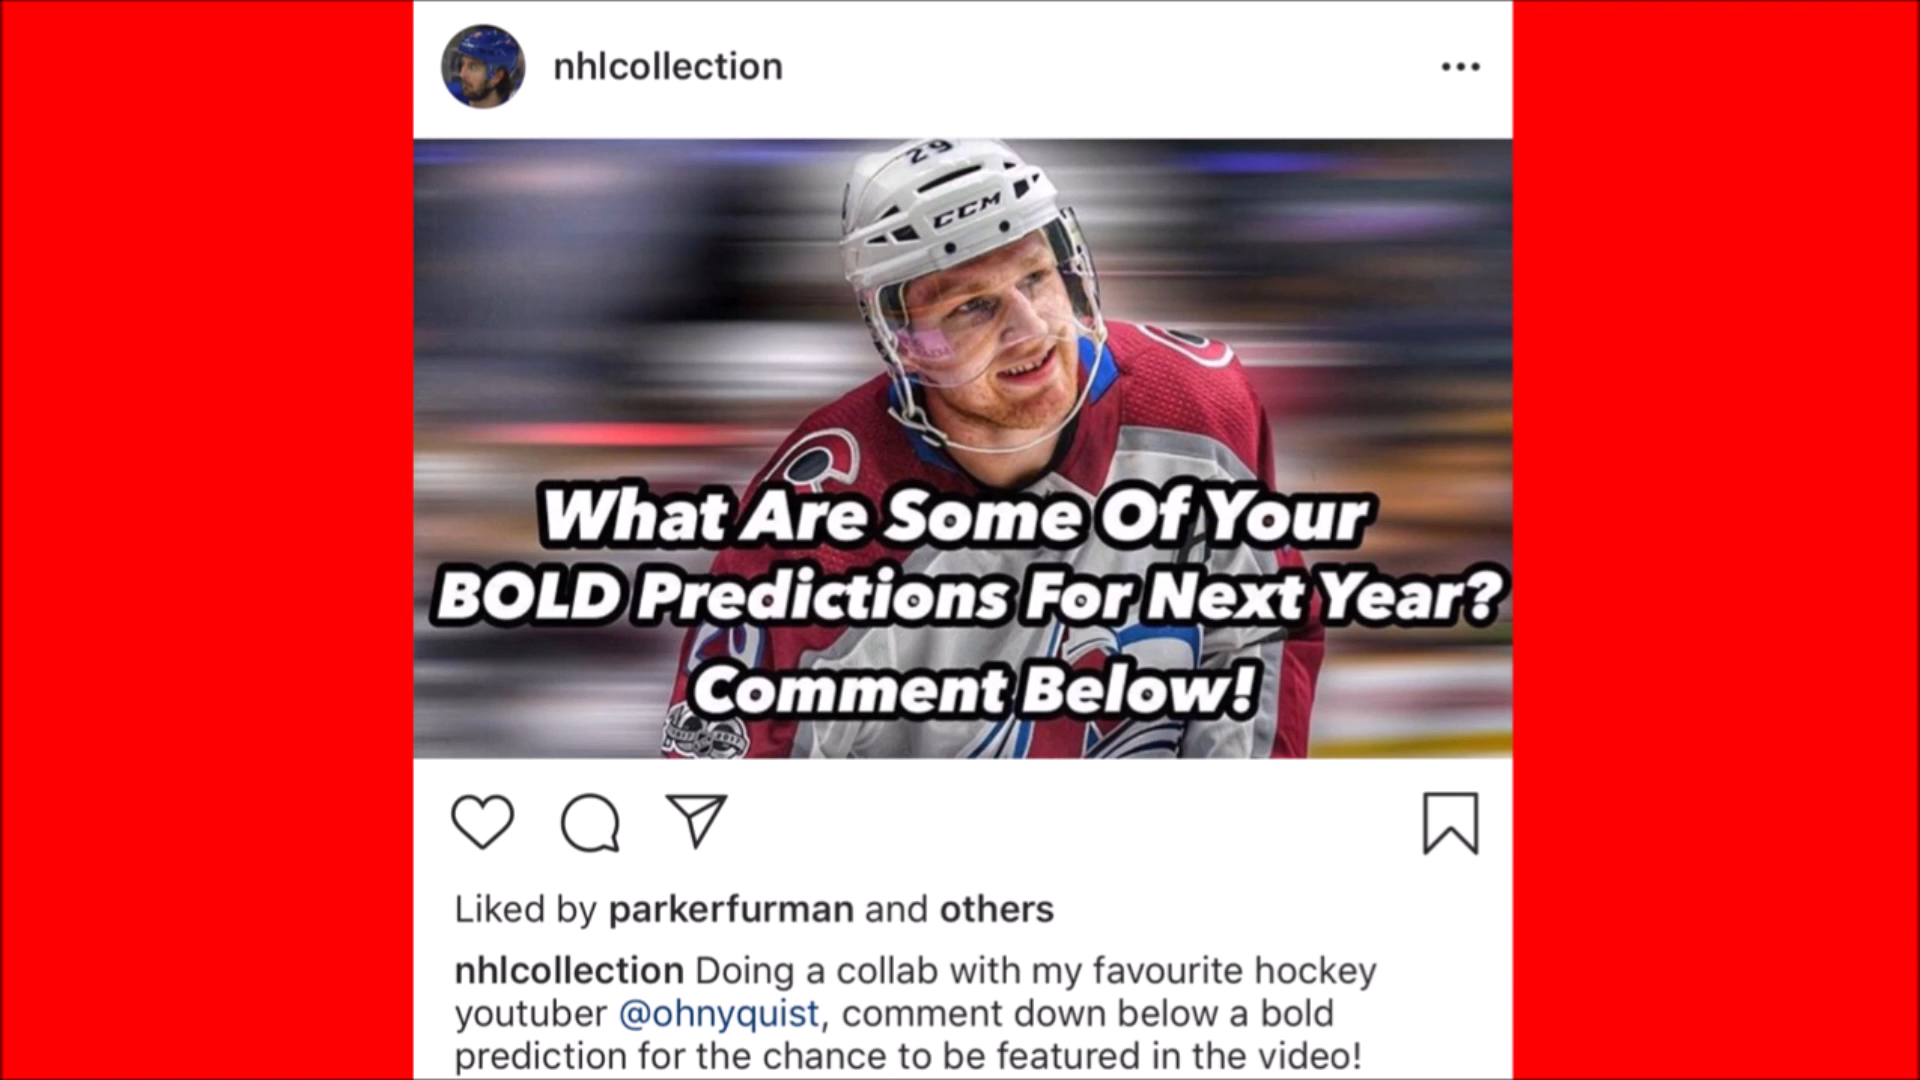 nhlcollection
29
CCM
What Are Some Of Your
BOLD Predictions For Next Year?
Comment Below!
Liked by parkerfurman and others
nhlcollection Doing a collab with my favourite hockey
youtuber @ohnyquist, comment down below a bold
prediction for the chance to be featured in the video!